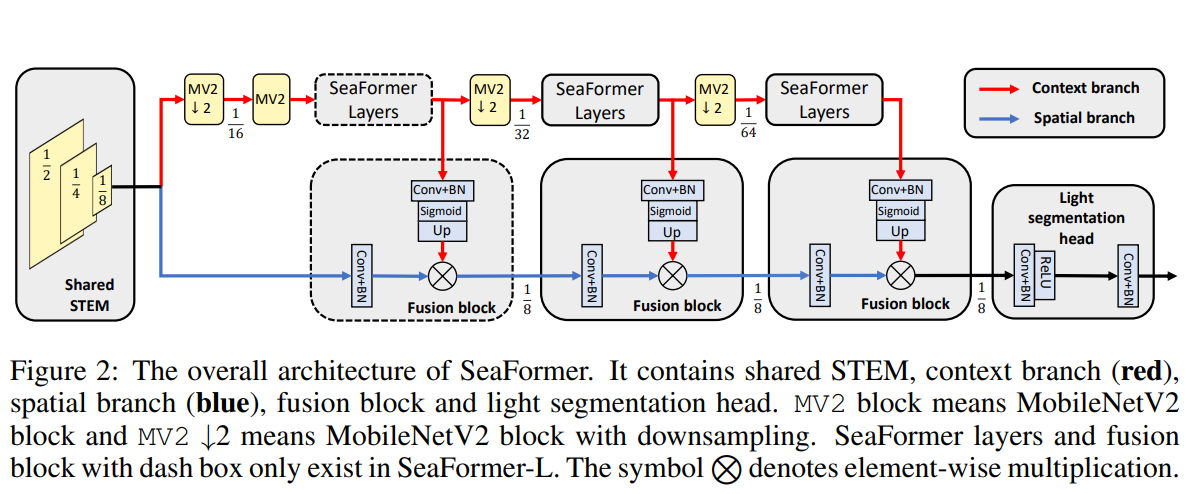 MV2
↓2
1/16
MV2
SeaFormer
Layers
MV2
↓2
1/32
SeaFormer
Layers
MV2
↓2
1/64
SeaFormer
Layers
Context branch
Spatial branch
1/2
1/4
1/8
Shared
STEM
Conv+BN
Sigmoid
Up
Conv+BN
Fusion block
1/8
Conv+BN
Sigmoid
Up
Conv+BN
Fusion block
1/8
Conv+BN
Sigmoid
Up
Conv+BN
Fusion block
1/8
Light
segmentation
head
Conv+BN
ReLU
Conv+BN
Figure 2: The overall architecture of SeaFormer. It contains shared STEM, context branch (red),
spatial branch (blue), fusion block and light segmentation head. MV2 block means MobileNetV2
block and MV2 ↓2 means MobileNetV2 block with downsampling. SeaFormer layers and fusion
block with dash box only exist in SeaFormer-L. The symbol ⊗ denotes element-wise multiplication.